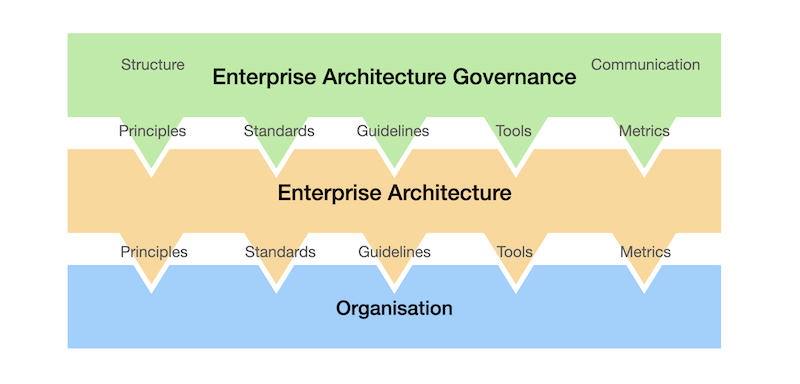 Structure
Communication
Enterprise Architecture Governance
Principles Standards Guidelines Tools Metrics
Enterprise Architecture
Principles Standards Guidelines Tools Metrics
Organisation